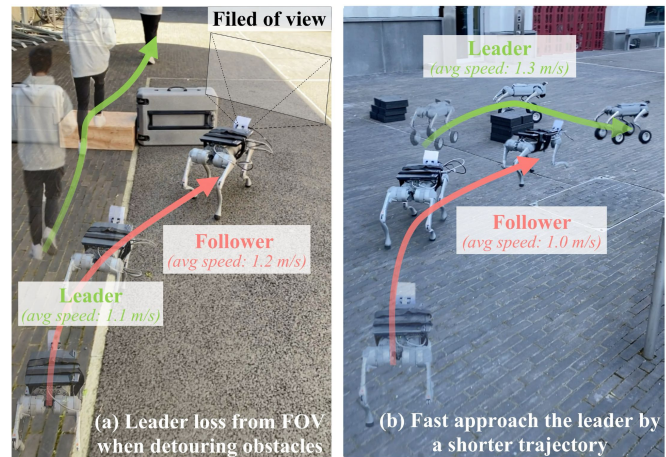 Filed of view
Leader
(avg speed: 1.1 m/s)
Follower
(avg speed: 1.2 m/s)
(a) Leader loss from FOV
when detouring obstacles
Leader
(avg speed: 1.3 m/s)
Follower
(avg speed: 1.0 m/s)
(b) Fast approach the leader by
a shorter trajectory